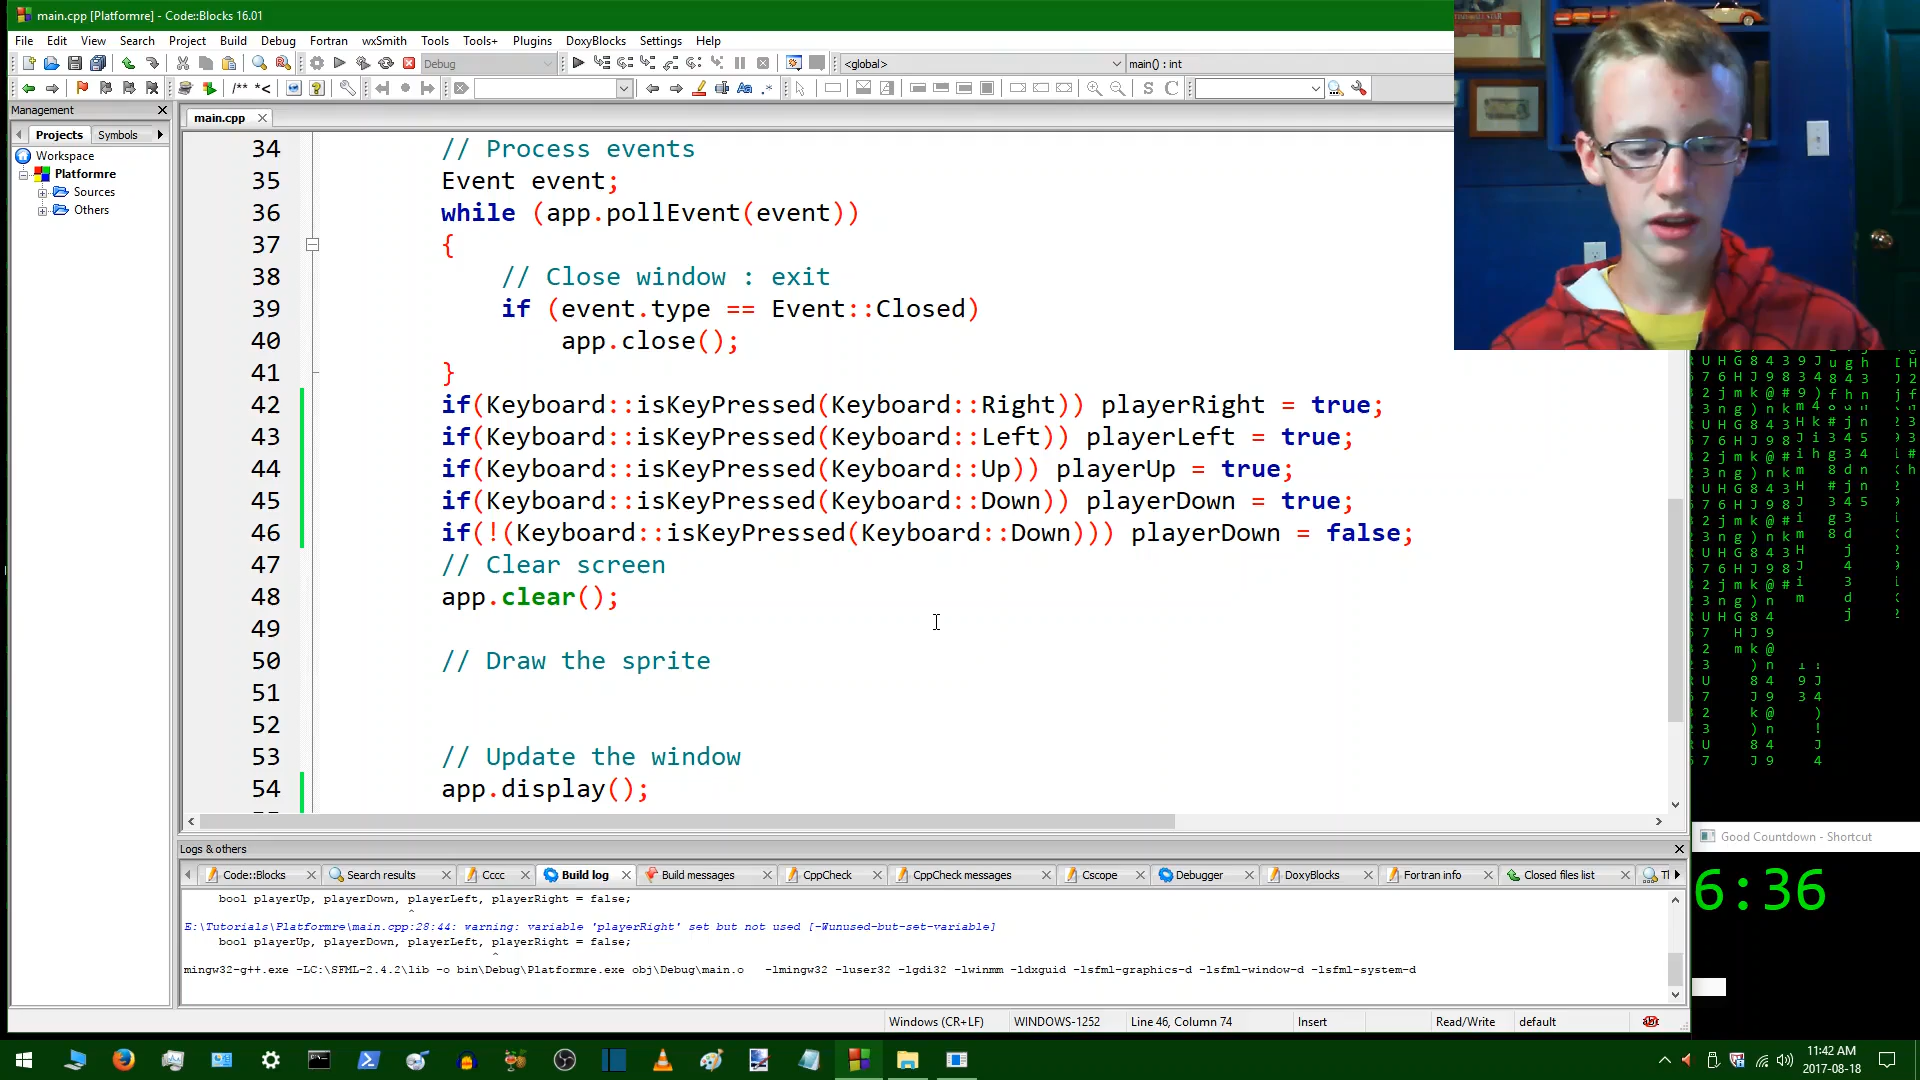 main.cpp [Platformre] - Code::Blocks 16.01
File Edit View Search Project Build Debug Fortran wxSmith Tools Tools+ Plugins DoxyBlocks Settings Help
Debug
<global>
main() : int
/** *<
Management
Projects Symbols
main.cpp
Workspace
Platformre
Sources
Others
34 // Process events
35 Event event;
36 while (app.pollEvent(event))
37 {
38 // Close window : exit
39 if (event.type == Event::Closed)
40 app.close();
41 }
42 if(Keyboard::isKeyPressed(Keyboard::Right)) playerRight = true;
43 if(Keyboard::isKeyPressed(Keyboard::Left)) playerLeft = true;
44 if(Keyboard::isKeyPressed(Keyboard::Up)) playerUp = true;
45 if(Keyboard::isKeyPressed(Keyboard::Down)) playerDown = true;
46 if(!(Keyboard::isKeyPressed(Keyboard::Down))) playerDown = false;
47 // Clear screen
48 app.clear();
49
50 // Draw the sprite
51
52
53 // Update the window
54 app.display();
Logs & others
Code::Blocks Search results Cccc Build log Build messages CppCheck CppCheck messages Cscope Debugger DoxyBlocks Fortran info Closed files list
bool playerUp, playerDown, playerLeft, playerRight = false;
^
E:\Tutorials\Platformre\main.cpp:28:44: warning: variable 'playerRight' set but not used [-Wunused-but-set-variable]
bool playerUp, playerDown, playerLeft, playerRight = false;
^
mingw32-g++.exe -LC:\SFML-2.4.2\lib -o bin\Debug\Platformre.exe obj\Debug\main.o -lmingw32 -luser32 -lgdi32 -lwinmm -ldxguid -lsfml-graphics-d -lsfml-window-d -lsfml-system-d
Windows (CR+LF) WINDOWS-1252 Line 46, Column 74 Insert Read/Write default
Good Countdown - Shortcut
6:36
11:42 AM
2017-08-18